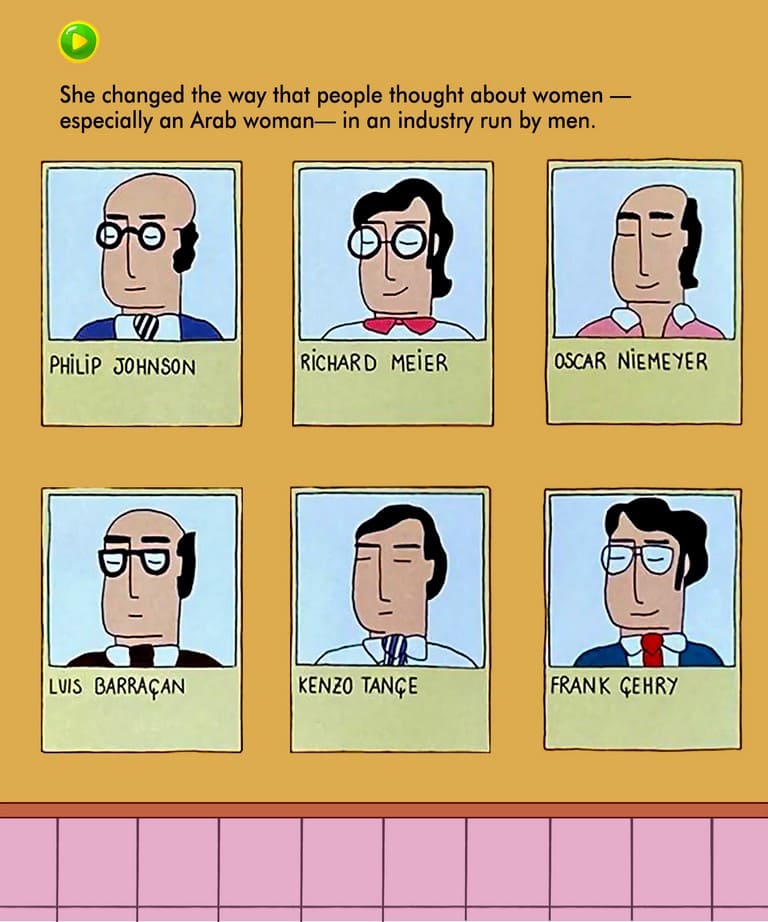 She changed the way that people thought about women —
especially an Arab woman— in an industry run by men.
PHILIP JOHNSON
RICHARD MEIER
OSCAR NIEMEYER
LUIS BARRAÇAN
KENZO TANÇE
FRANK ÇEHRY